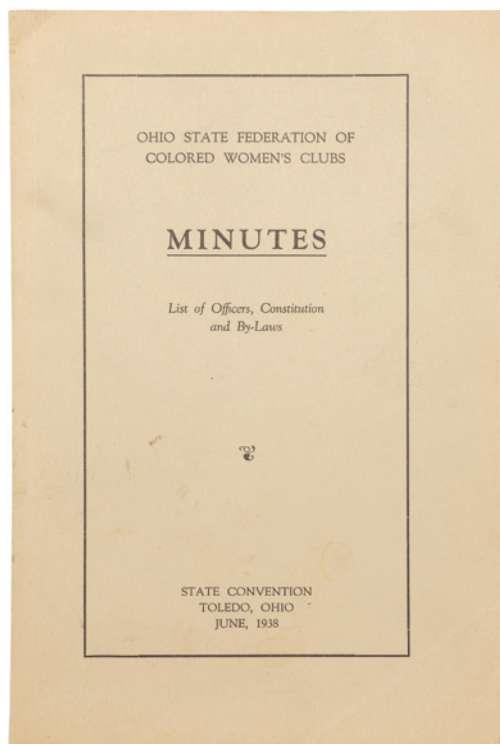 OHIO STATE FEDERATION OF
COLORED WOMEN'S CLUBS
MINUTES
List of Officers, Constitution
and By-Laws
STATE CONVENTION
TOLEDO, OHIO
JUNE, 1938